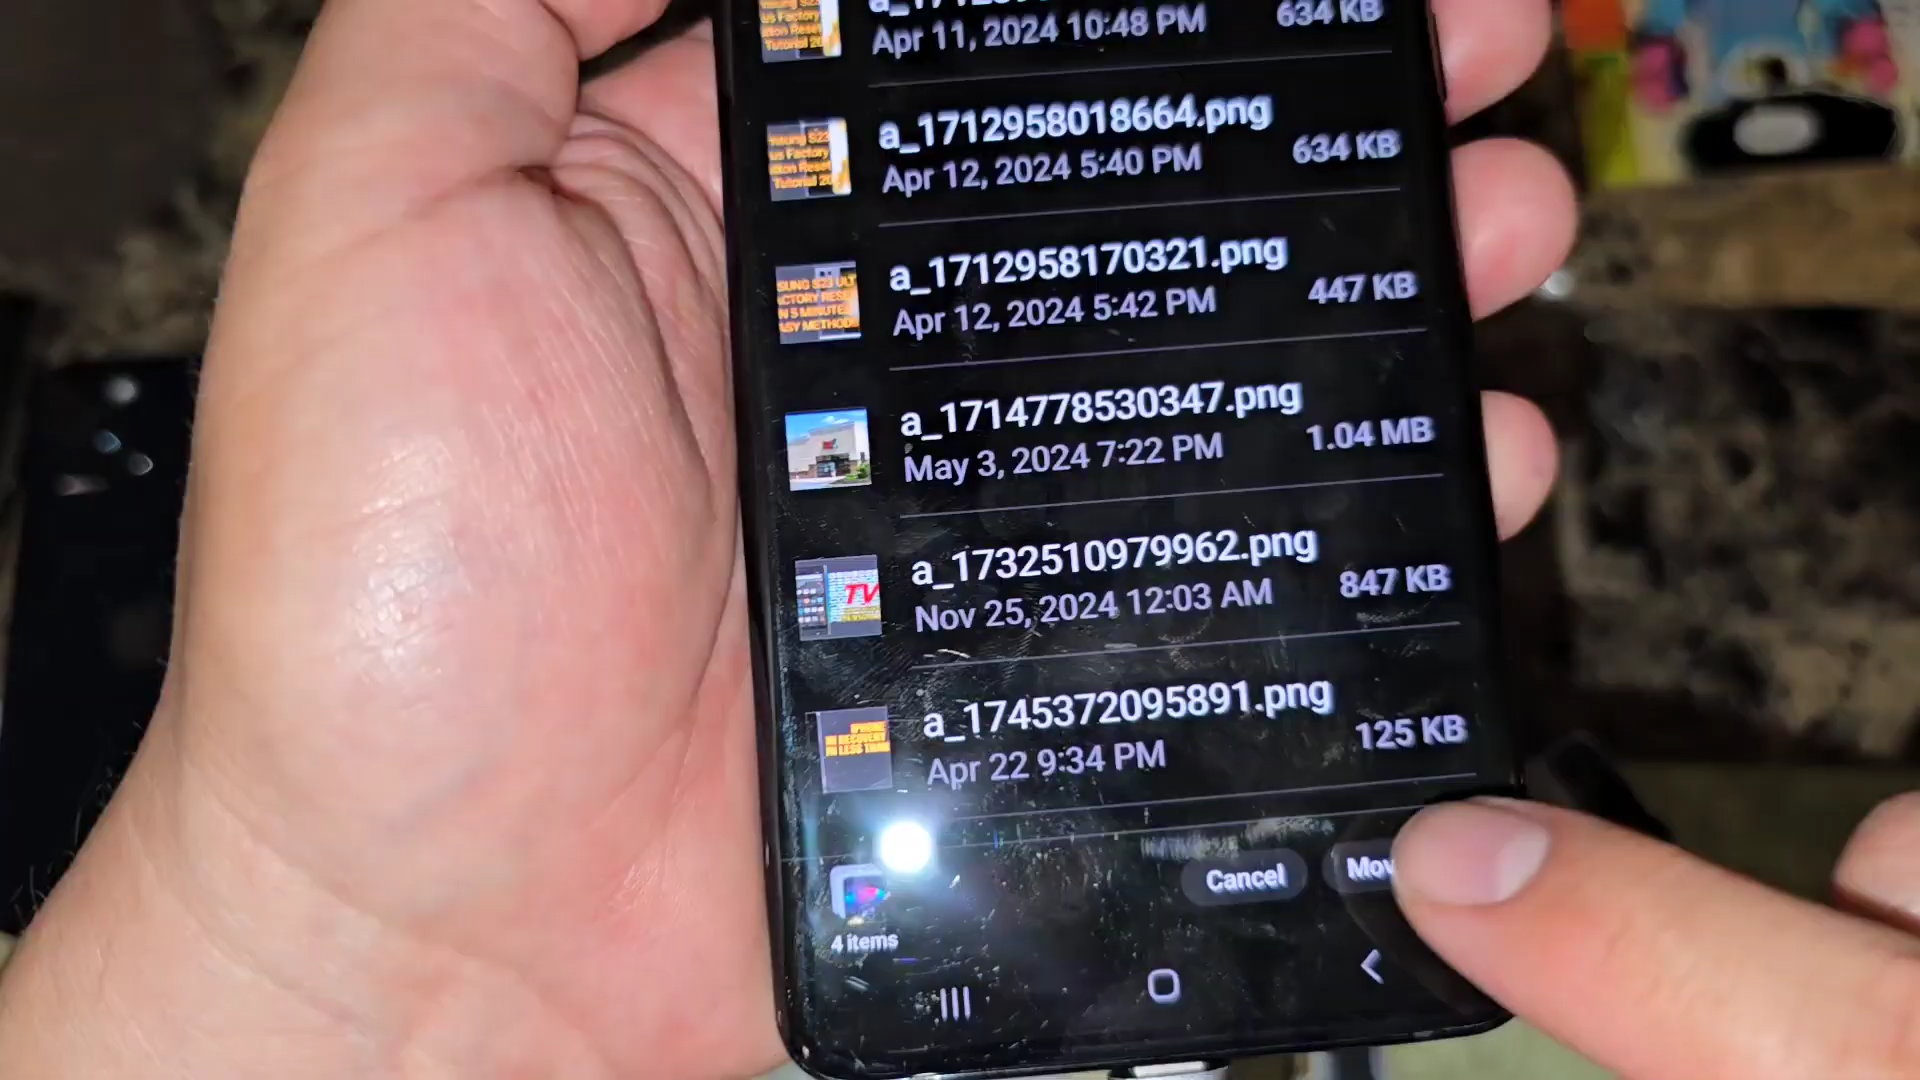 Apr 11, 2024 10:48 PM
634 KB
a_1712958018664.png
Apr 12, 2024 5:40 PM
634 KB
a_1712958170321.png
Apr 12, 2024 5:42 PM
447 KB
a_1714778530347.png
May 3, 2024 7:22 PM
1.04 MB
TV
a_1732510979962.png
Nov 25, 2024 12:03 AM
847 KB
a_1745372095891.png
Apr 22 9:34 PM
125 KB
Cancel
Mov
4 items